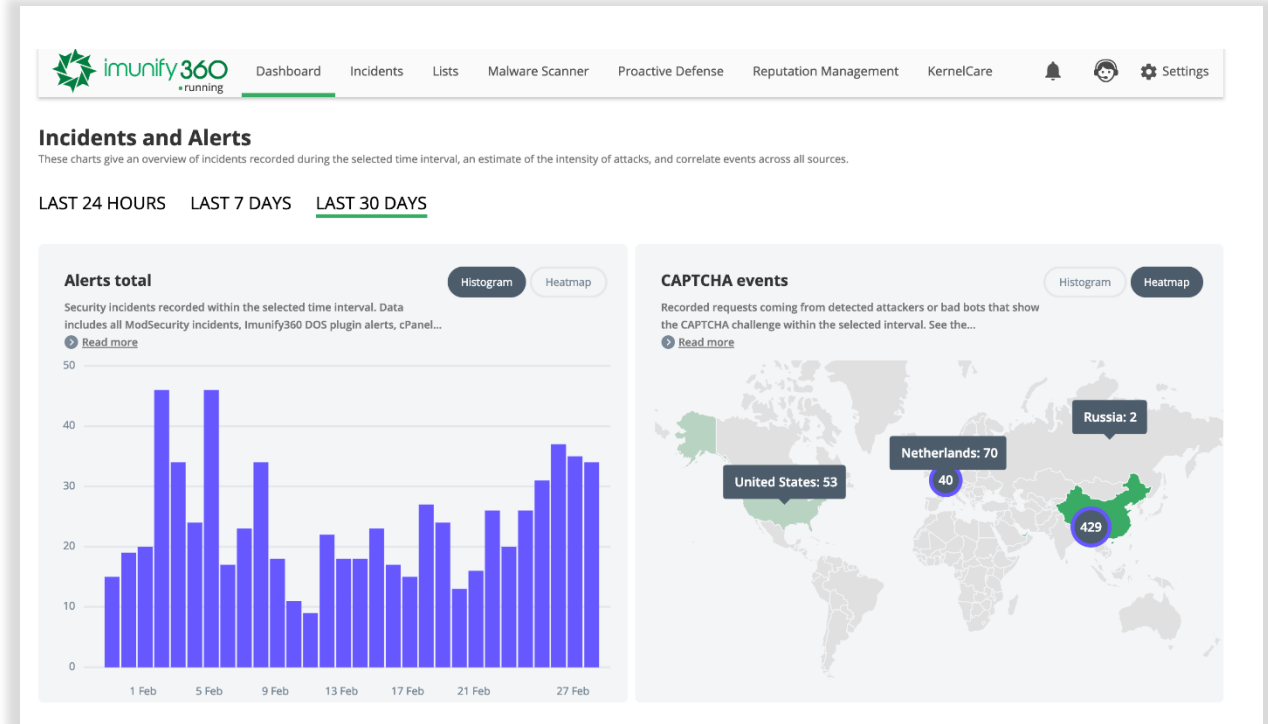 imunify 360
running
Dashboard
Incidents
Lists
Malware Scanner
Proactive Defense
Reputation Management
KernelCare
Settings
Incidents and Alerts
These charts give an overview of incidents recorded during the selected time interval, an estimate of the intensity of attacks, and correlate events across all sources.
LAST 24 HOURS
LAST 7 DAYS
LAST 30 DAYS
Alerts total
Histogram
Heatmap
Security incidents recorded within the selected time interval. Data
includes all ModSecurity incidents, Imunify360 DOS plugin alerts, cPanel...
Read more
50
40
30
20
10
0
1 Feb
5 Feb
9 Feb
13 Feb
17 Feb
21 Feb
27 Feb
CAPTCHA events
Histogram
Heatmap
Recorded requests coming from detected attackers or bad bots that show
the CAPTCHA challenge within the selected interval. See the...
Read more
Russia: 2
Netherlands: 70
40
United States: 53
429